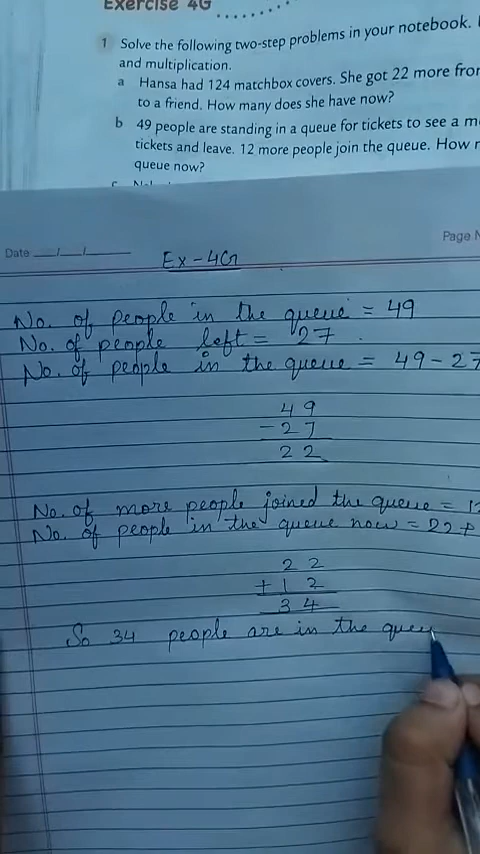 Exercise 4G
1 Solve the following two-step problems in your notebook.
and multiplication.
a Hansa had 124 matchbox covers. She got 22 more from
to a friend. How many does she have now?
b 49 people are standing in a queue for tickets to see a
tickets and leave. 12 more people join the queue. How
queue now?
Page
Date
Ex-4G
No. of people in the queue = 49
No. of people left = 27
No. of people in the queue = 49-27
49
-27
22
No. of more people joined the queue = 12
No. of people in the queue now = 22+
22
+12
34
So 34 people are in the queu